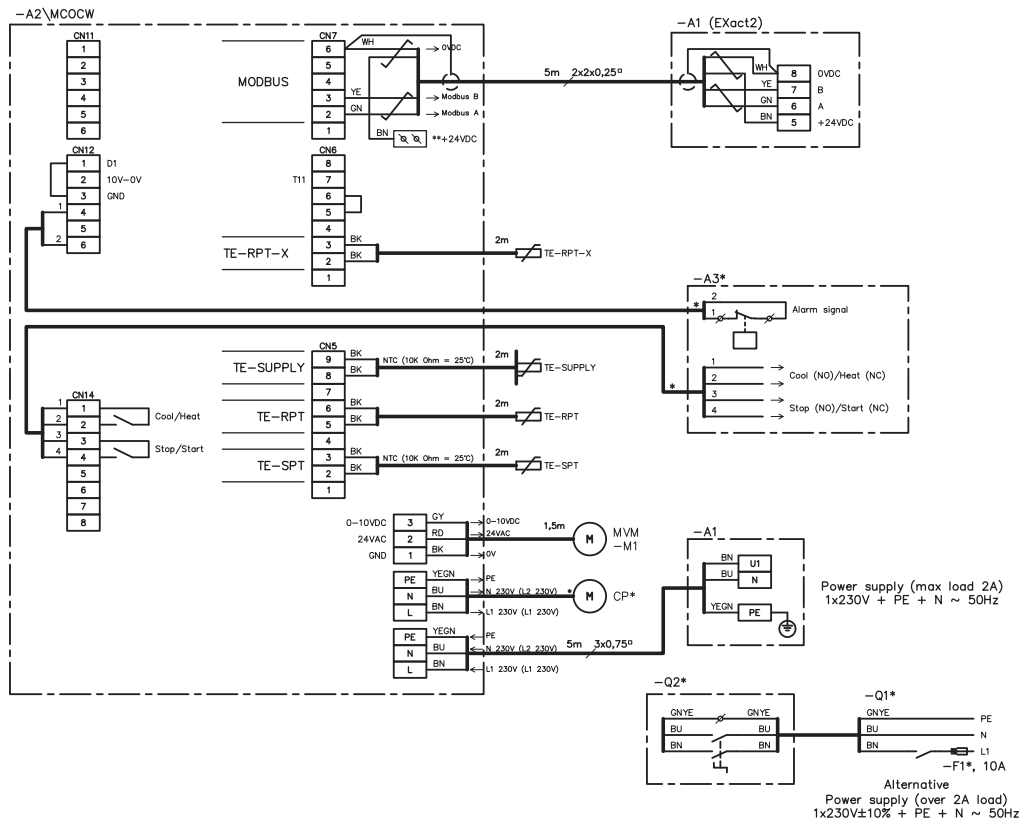 -A2\MCOCW
CN11
1
2
3
4
5
6
CN12
1 D1
2 10V-0V
3 GND
1 4
5
2 6
MODBUS
CN7
6 WH → 0VDC
5
4
3 YE → Modbus B
2 GN → Modbus A
1
BN **+24VDC
5m 2x2x0,25¤
-A1 (EXact2)
WH 8 0VDC
YE 7 B
GN 6 A
BN 5 +24VDC
CN6
8
T11 7
6
5
4
TE-RPT-X
3 BK
2 BK
1
2m
TE-RPT-X
-A3*
*
2
1
Alarm signal
*
1
2
3
4
→ Cool (NO)/Heat (NC)
→ Stop (NO)/Start (NC)
CN5
TE-SUPPLY
9 BK
8 BK
NTC (10K Ohm = 25℃)
2m
TE-SUPPLY
7
TE-RPT
6 BK
5 BK
2m
TE-RPT
4
TE-SPT
3 BK
2 BK
NTC (10K Ohm = 25℃)
2m
TE-SPT
1
CN14
1 1
2 2
Cool/Heat
3 3
4 4
Stop/Start
5
6
7
8
0-10VDC 3 GY → 0-10VDC
24VAC 2 RD → 24VAC
GND 1 BK → 0V
1,5m
M
MVM
-M1
PE YEGN → PE
N BU N 230V (L2 230V)
L BN → L1 230V (L1 230V)
*
M
CP*
PE YEGN ← PE
N BU ← N 230V (L2 230V)
L BN ← L1 230V (L1 230V)
5m 3x0,75¤
-A1
BN U1
BU N
YEGN PE
Power supply (max load 2A)
1x230V + PE + N ~ 50Hz
-Q2*
GNYE GNYE
BU BU
BN BN
-Q1*
GNYE PE
BU N
BN L1
-F1*, 10A
Alternative
Power supply (over 2A load)
1x230V±10% + PE + N ~ 50Hz